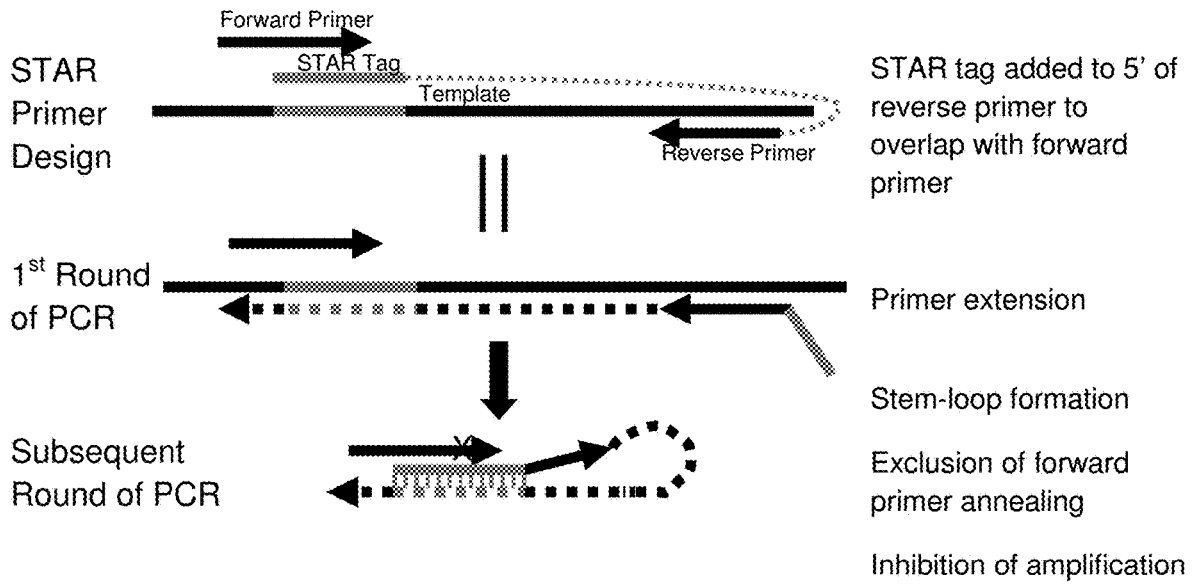 Forward Primer
STAR Tag
STAR
Primer
Design
Template
Reverse Primer
STAR tag added to 5' of
reverse primer to
overlap with forward
primer
1st Round
of PCR
Primer extension
Stem-loop formation
Subsequent
Round of PCR
X
Exclusion of forward
primer annealing
Inhibition of amplification